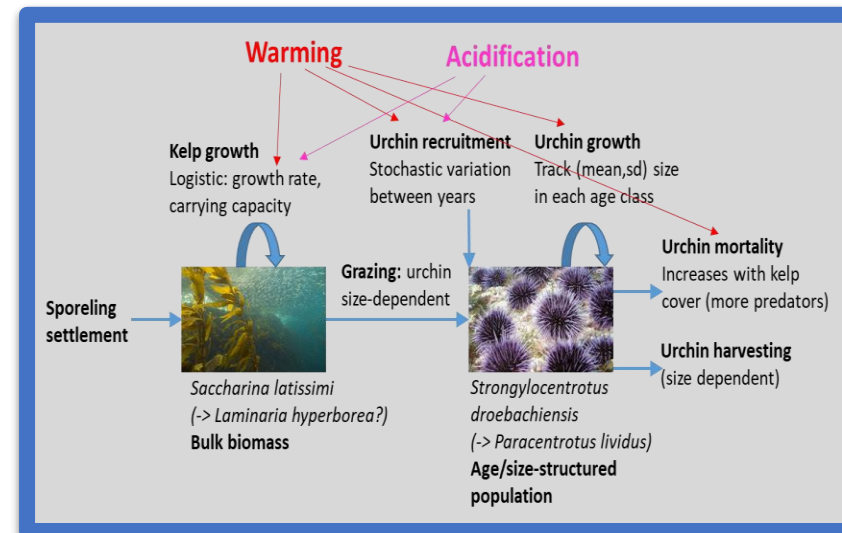 Warming
Acidification
Kelp growth
Logistic: growth rate,
carrying capacity
Urchin recruitment
Stochastic variation
between years
Urchin growth
Track (mean,sd) size
in each age class
Urchin mortality
Increases with kelp
cover (more predators)
Sporeling
settlement
Grazing: urchin
size-dependent
Urchin harvesting
(size dependent)
Saccharina latissimi
(-> Laminaria hyperborea?)
Bulk biomass
Strongylocentrotus
droebachiensis
(-> Paracentrotus lividus)
Age/size-structured
population